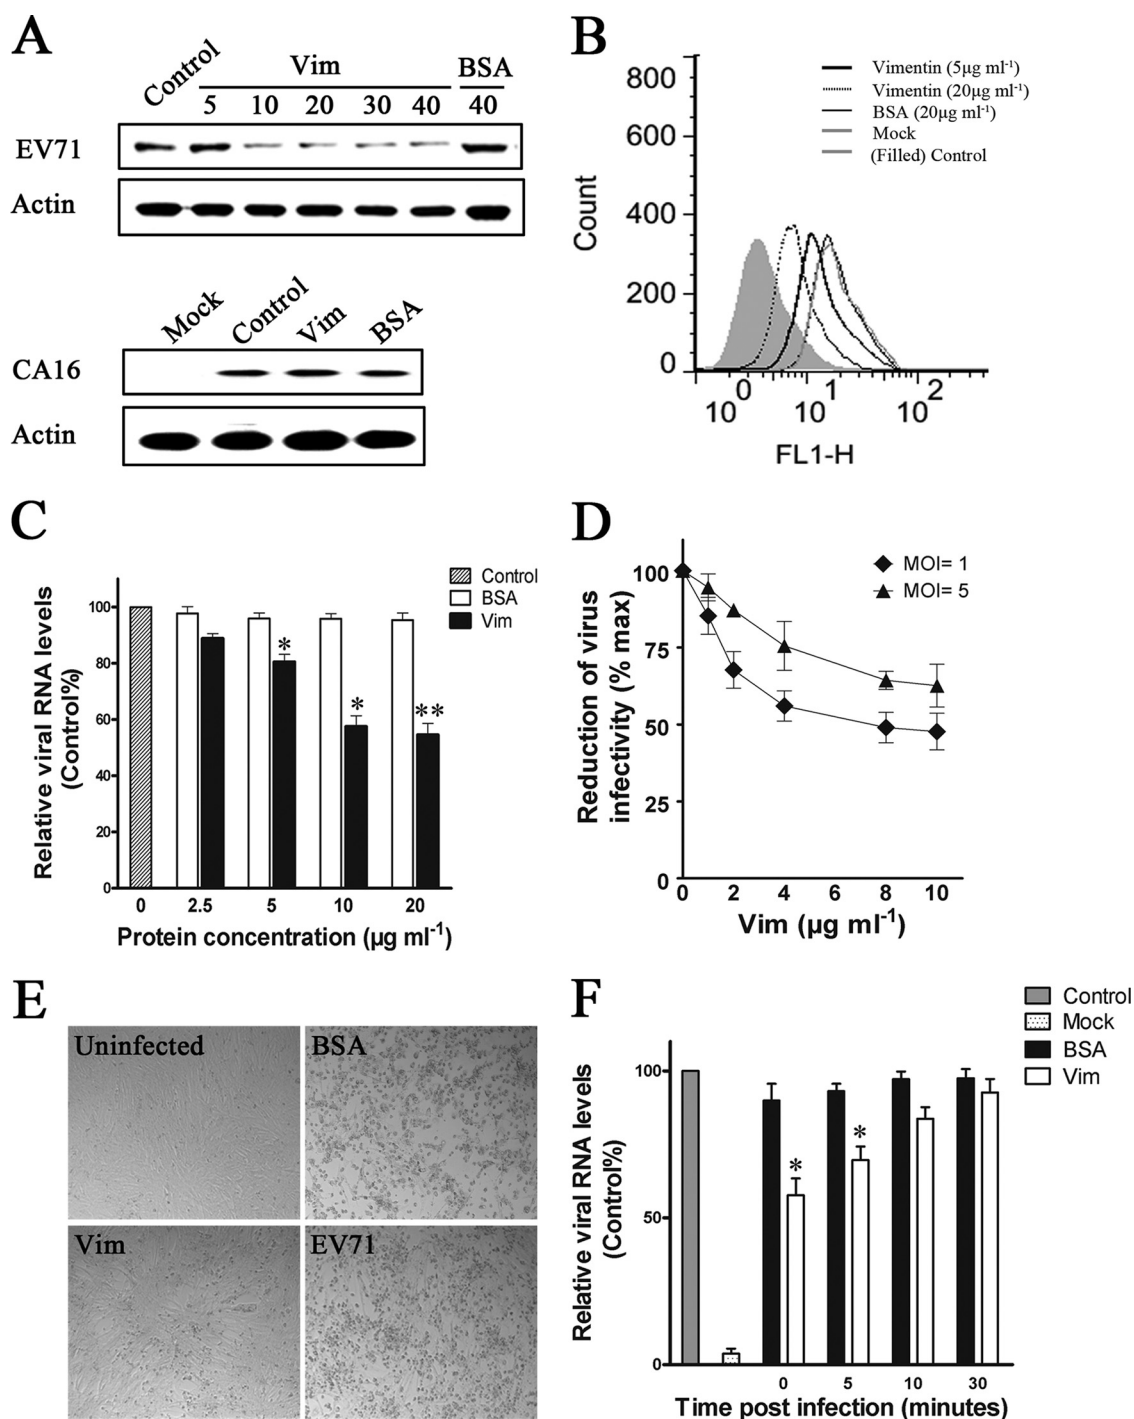 A
Control Vim BSA
5 10 20 30 40 40
EV71
Actin
Mock Control Vim BSA
CA16
Actin
B
Vimentin (5µg ml-1)
Vimentin (20µg ml-1)
BSA (20µg ml-1)
Mock
(Filled) Control
800
600
400
200
0
Count
10^0 10^1 10^2
FL1-H
C
Control
BSA
Vim
Relative viral RNA levels
(Control%)
100
80
60
40
20
0
* * **
0 2.5 5 10 20
Protein concentration (µg ml-1)
D
MOI= 1
MOI= 5
Reduction of virus
infectivity (% max)
100
75
50
25
0
0 2 4 6 8 10
Vim (µg ml-1)
E
Uninfected BSA
Vim EV71
F
Control
Mock
BSA
Vim
Relative viral RNA levels
(Control%)
100
50
0
* *
0 5 10 30
Time post infection (minutes)